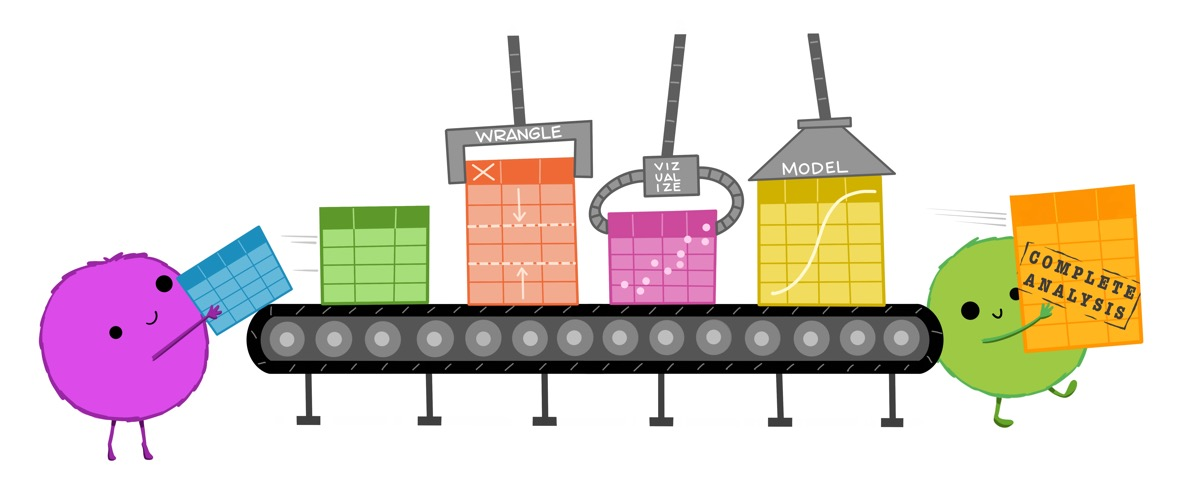 WRANGLE
VIZ
UAL
IZE
MODEL
COMPLETE
ANALYSIS